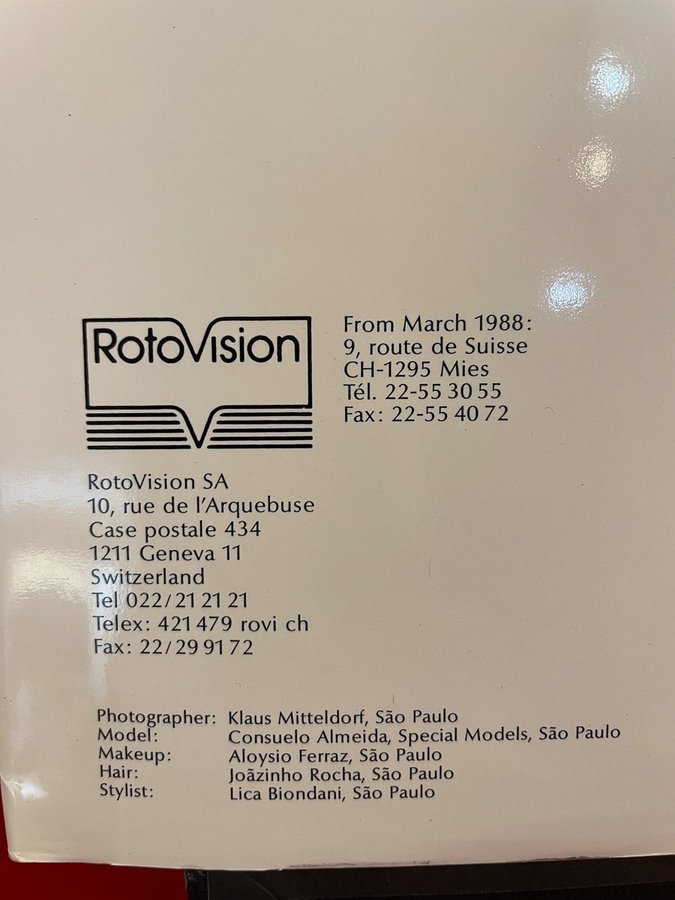 RotoVision
From March 1988:
9, route de Suisse
CH-1295 Mies
Tél. 22-55 30 55
Fax: 22-55 40 72
RotoVision SA
10, rue de l'Arquebuse
Case postale 434
1211 Geneva 11
Switzerland
Tel 022/21 21 21
Telex: 421 479 rovi ch
Fax: 22/29 91 72
Photographer: Klaus Mitteldorf, São Paulo
Model: Consuelo Almeida, Special Models, São Paulo
Makeup: Aloysio Ferraz, São Paulo
Hair: Joãzinho Rocha, São Paulo
Stylist: Lica Biondani, São Paulo